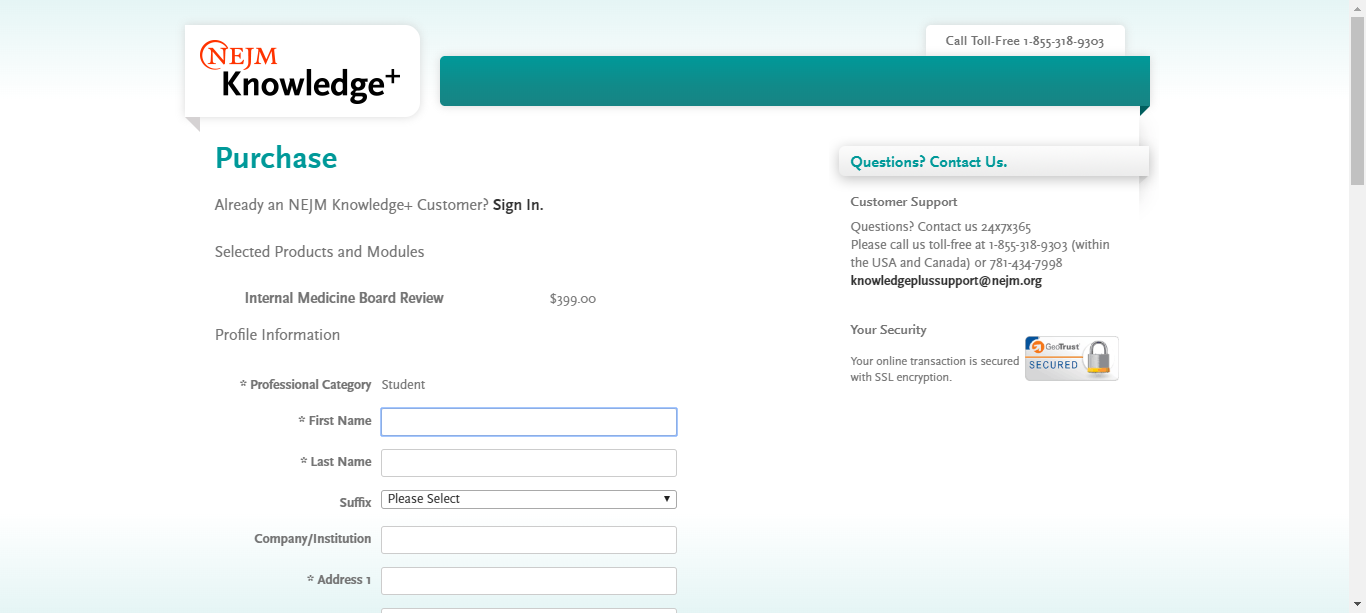 NEJM
Knowledge+
Call Toll-Free 1-855-318-9303
Purchase
Already an NEJM Knowledge+ Customer? Sign In.
Selected Products and Modules
Internal Medicine Board Review $399.00
Profile Information
* Professional Category Student
* First Name
* Last Name
Suffix Please Select
Company/Institution
* Address 1
Questions? Contact Us.
Customer Support
Questions? Contact us 24x7x365
Please call us toll-free at 1-855-318-9303 (within
the USA and Canada) or 781-434-7998
knowledgeplussupport@nejm.org
Your Security
Your online transaction is secured
with SSL encryption.
GeoTrust
SECURED